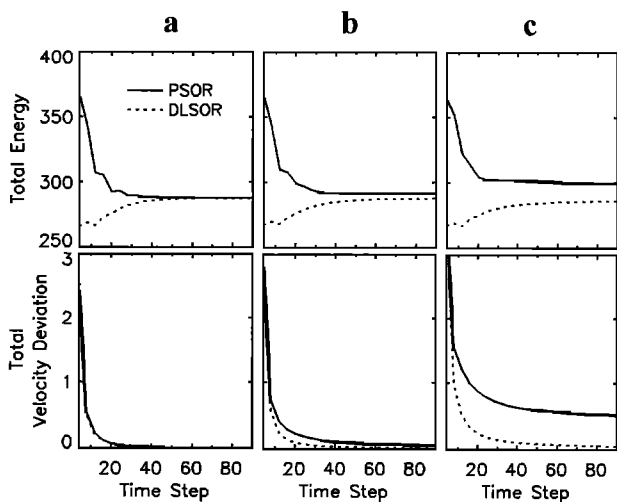 a b c
400
350
300
250
Total Energy
PSOR
DLSOR
3
2
1
0
Total
Velocity Deviation
20 40 60 80
20 40 60 80
20 40 60 80
Time Step
Time Step
Time Step